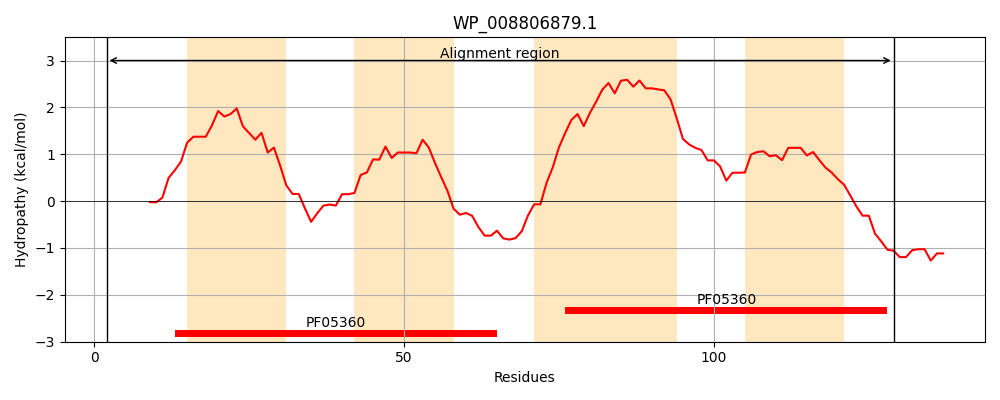 WP_008806879.1
Alignment region
Hydropathy (kcal/mol)
3
2
1
0
−1
−2
−3
PF05360
PF05360
0
50
100
Residues